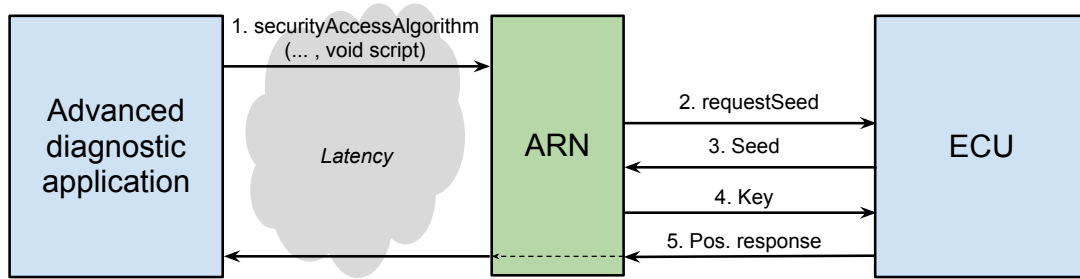 1. securityAccessAlgorithm
(... , void script)
Advanced
diagnostic
application
Latency
ARN
2. requestSeed
3. Seed
4. Key
5. Pos. response
ECU